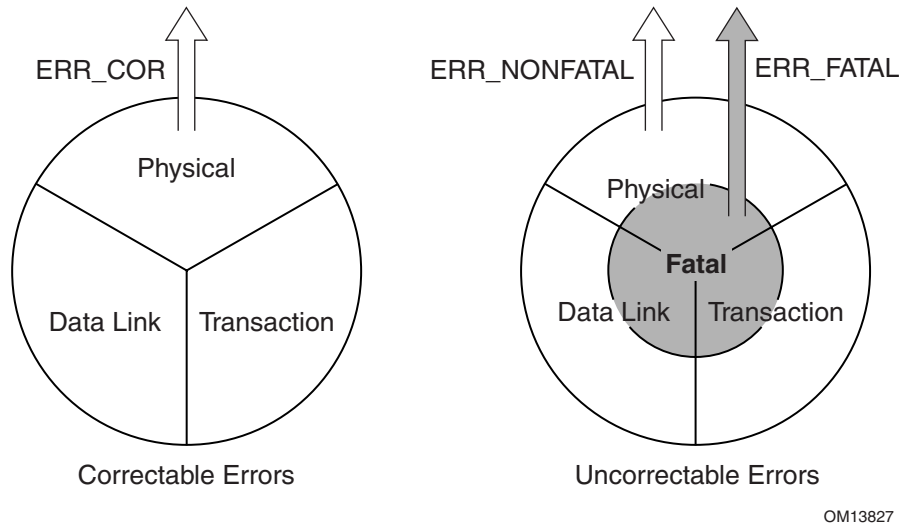 ERR_COR
Physical
Data Link
Transaction
Correctable Errors
ERR_NONFATAL
ERR_FATAL
Physical
Fatal
Data Link
Transaction
Uncorrectable Errors
OM13827